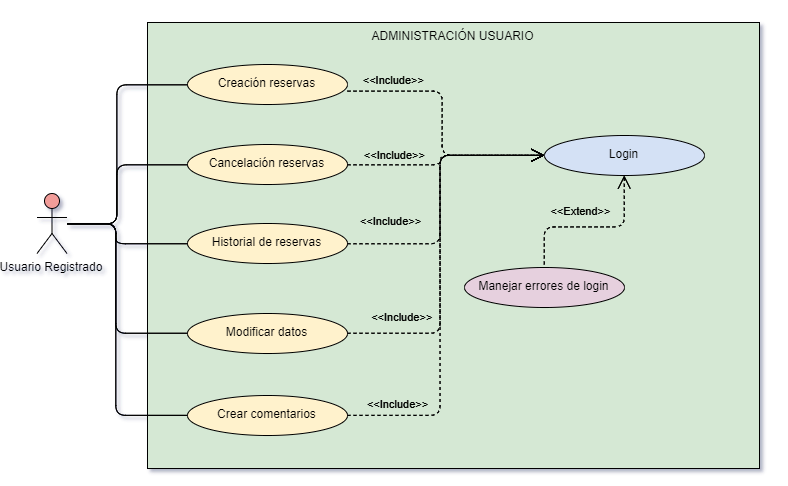 ADMINISTRACIÓN USUARIO
Creación reservas
<<Include>>
Cancelación reservas
<<Include>>
Login
<<Extend>>
Historial de reservas
<<Include>>
Usuario Registrado
Manejar errores de login
Modificar datos
<<Include>>
Crear comentarios
<<Include>>